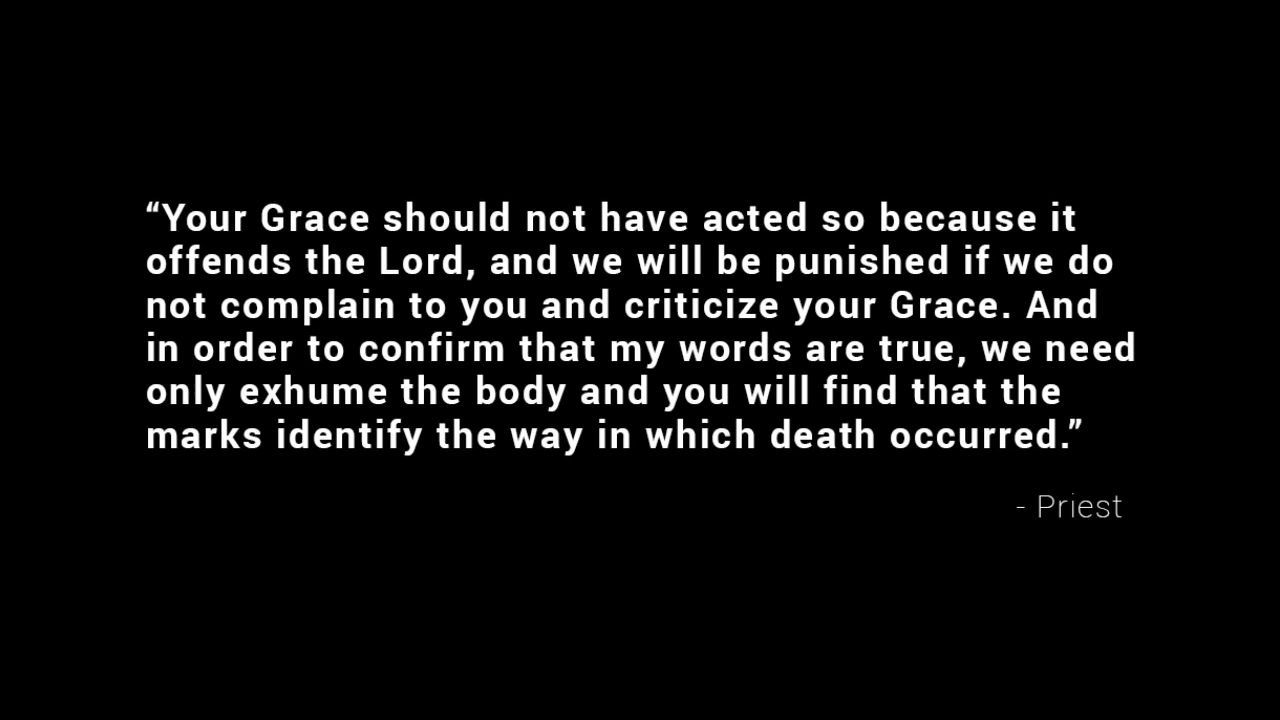 “Your Grace should not have acted so because it
offends the Lord, and we will be punished if we do
not complain to you and criticize your Grace. And
in order to confirm that my words are true, we need
only exhume the body and you will find that the
marks identify the way in which death occurred.”
- Priest